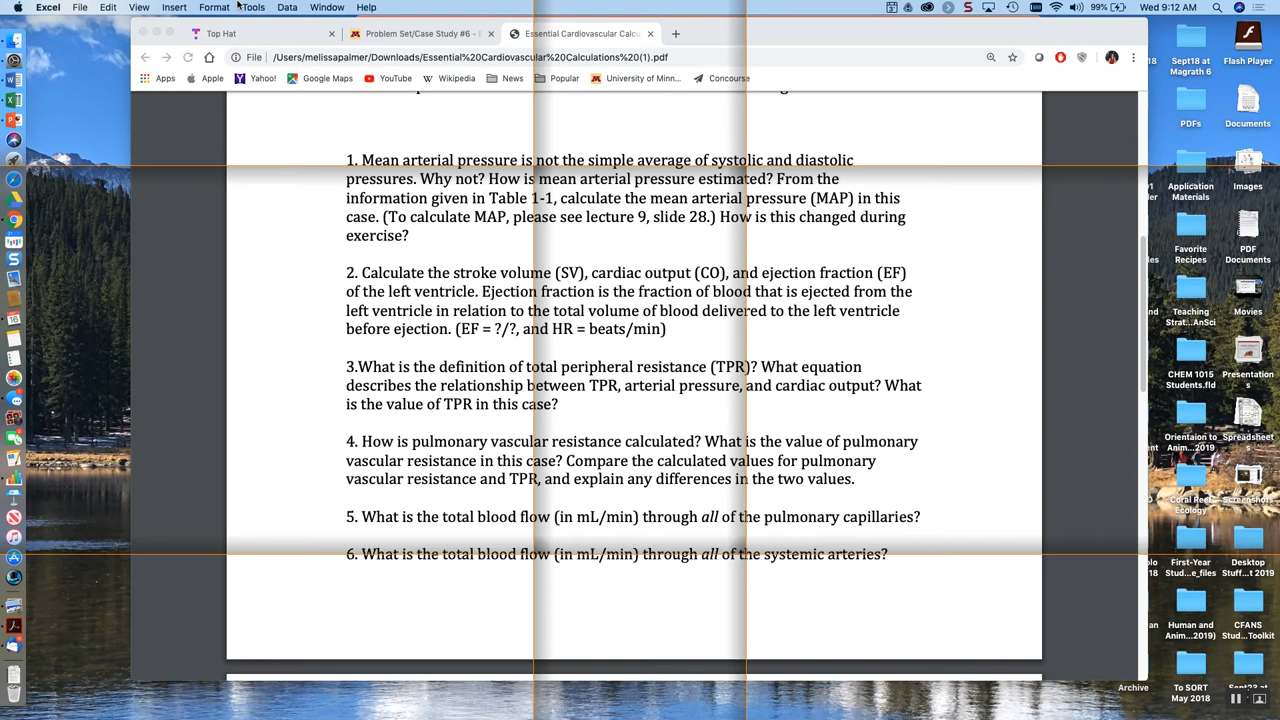 Excel File Edit View Insert Format Tools Data Window Help 99% Wed 9:12 AM
Top Hat Problem Set/Case Study #6 - E Essential Cardiovascular Calcu
File /Users/melissapalmer/Downloads/Essential%20Cardiovascular%20Calculations%20(1).pdf
Apps Apple Yahoo! Google Maps YouTube Wikipedia News Popular University of Minn... Concourse
1. Mean arterial pressure is not the simple average of systolic and diastolic
pressures. Why not? How is mean arterial pressure estimated? From the
information given in Table 1-1, calculate the mean arterial pressure (MAP) in this
case. (To calculate MAP, please see lecture 9, slide 28.) How is this changed during
exercise?
2. Calculate the stroke volume (SV), cardiac output (CO), and ejection fraction (EF)
of the left ventricle. Ejection fraction is the fraction of blood that is ejected from the
left ventricle in relation to the total volume of blood delivered to the left ventricle
before ejection. (EF = ?/?, and HR = beats/min)
3.What is the definition of total peripheral resistance (TPR)? What equation
describes the relationship between TPR, arterial pressure, and cardiac output? What
is the value of TPR in this case?
4. How is pulmonary vascular resistance calculated? What is the value of pulmonary
vascular resistance in this case? Compare the calculated values for pulmonary
vascular resistance and TPR, and explain any differences in the two values.
5. What is the total blood flow (in mL/min) through all of the pulmonary capillaries?
6. What is the total blood flow (in mL/min) through all of the systemic arteries?
Sept18 at
Magrath 6
Flash Player
PDFs
Documents
Application
Materials
Images
Favorite
Recipes
PDF
Documents
Teaching
Strat...AnSci
Movies
CHEM 1015
Students.fld
Presentation
s
Orientaion to
...2019
Spreadsheet
s
Coral Reef
Ecology
Screenshots
First-Year
Stud...e_files
Desktop
Stuff...t 2019
Human and
Anim...2019)
CFANS
Stud...Toolkit
To SORT
May 2018
Sept23 at
Archive